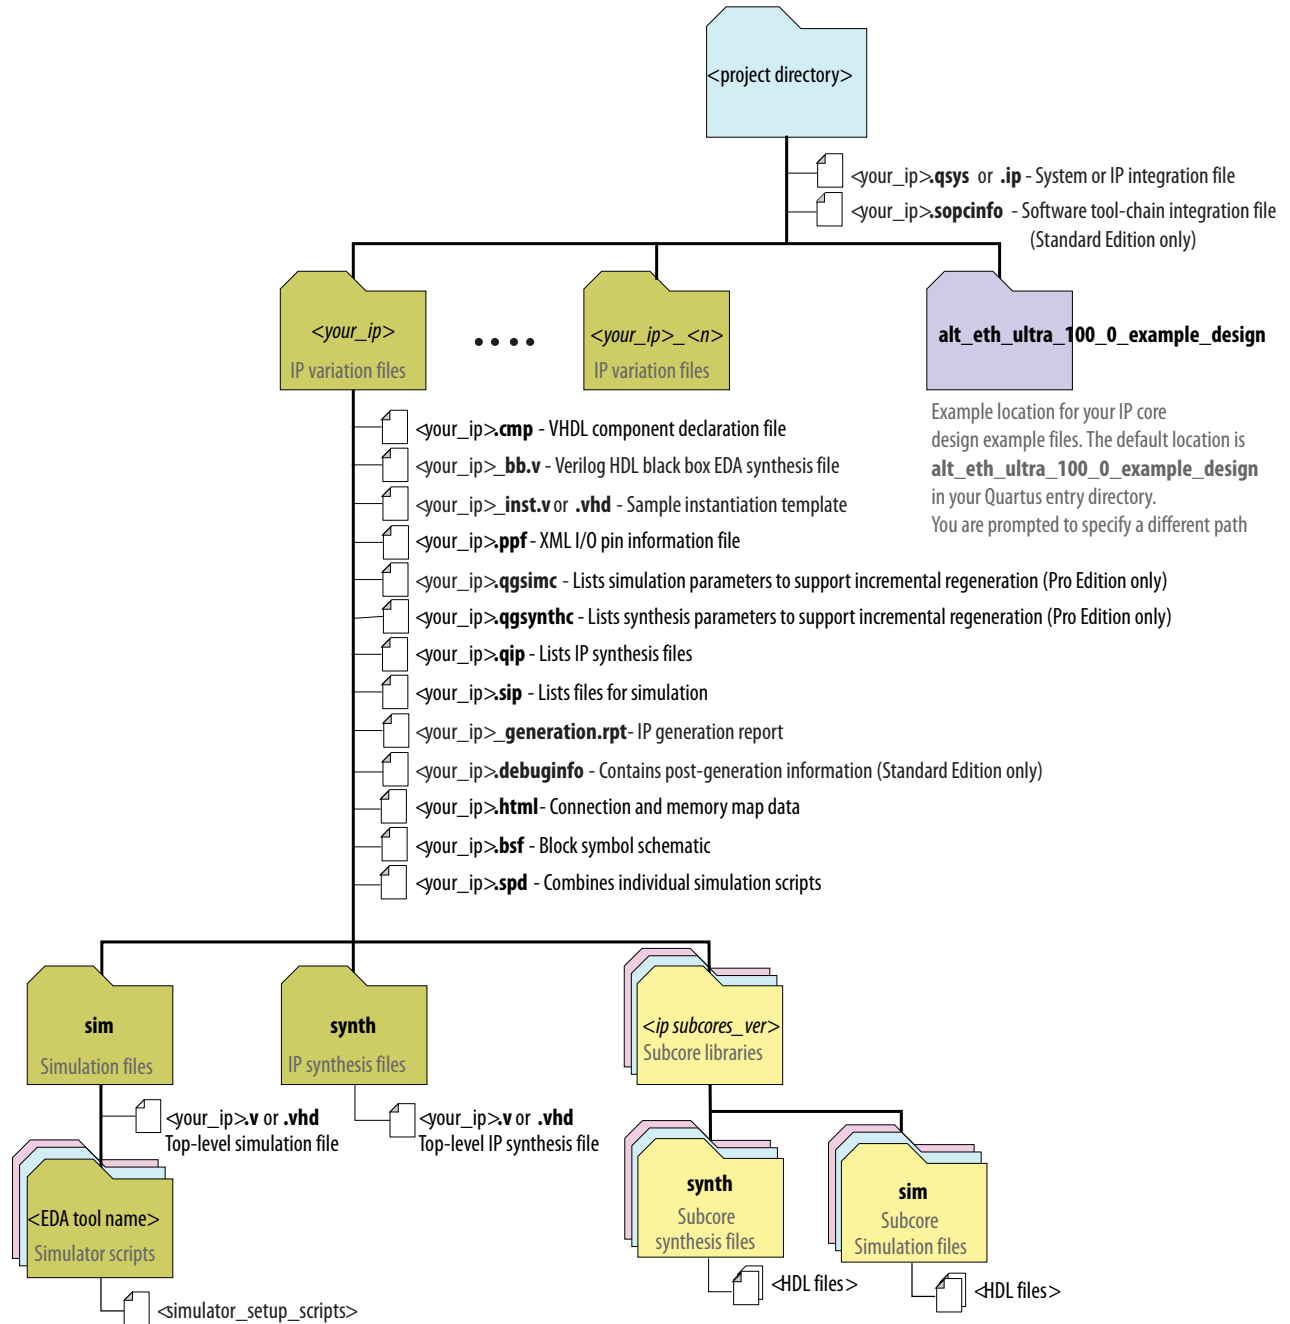 <project directory>
<your_ip>.qsys or .ip - System or IP integration file
<your_ip>.sopcinfo - Software tool-chain integration file
(Standard Edition only)
<your_ip>
IP variation files
<your_ip>_<n>
IP variation files
alt_eth_ultra_100_0_example_design
Example location for your IP core
design example files. The default location is
alt_eth_ultra_100_0_example_design
in your Quartus entry directory.
You are prompted to specify a different path
<your_ip>.cmp - VHDL component declaration file
<your_ip>_bb.v - Verilog HDL black box EDA synthesis file
<your_ip>_inst.v or .vhd - Sample instantiation template
<your_ip>.ppf - XML I/O pin information file
<your_ip>.qgsimc - Lists simulation parameters to support incremental regeneration (Pro Edition only)
<your_ip>.qgsynthc - Lists synthesis parameters to support incremental regeneration (Pro Edition only)
<your_ip>.qip - Lists IP synthesis files
<your_ip>.sip - Lists files for simulation
<your_ip>_generation.rpt- IP generation report
<your_ip>.debuginfo - Contains post-generation information (Standard Edition only)
<your_ip>.html- Connection and memory map data
<your_ip>.bsf - Block symbol schematic
<your_ip>.spd - Combines individual simulation scripts
sim
Simulation files
synth
IP synthesis files
<ip subcores_ver>
Subcore libraries
<your_ip>.v or .vhd
Top-level simulation file
<your_ip>.v or .vhd
Top-level IP synthesis file
<EDA tool name>
Simulator scripts
synth
Subcore
synthesis files
sim
Subcore
Simulation files
<HDL files>
<HDL files>
<simulator_setup_scripts>